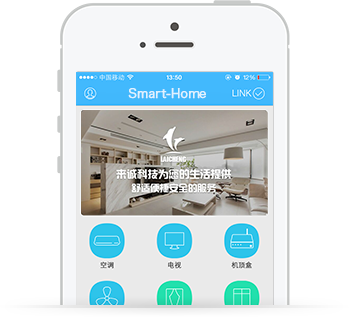 中国移动 13:50 12%
Smart-Home LINK
LAICHENG
来诚科技为您的生活提供
舒适便捷安全的服务
空调 电视 机顶盒